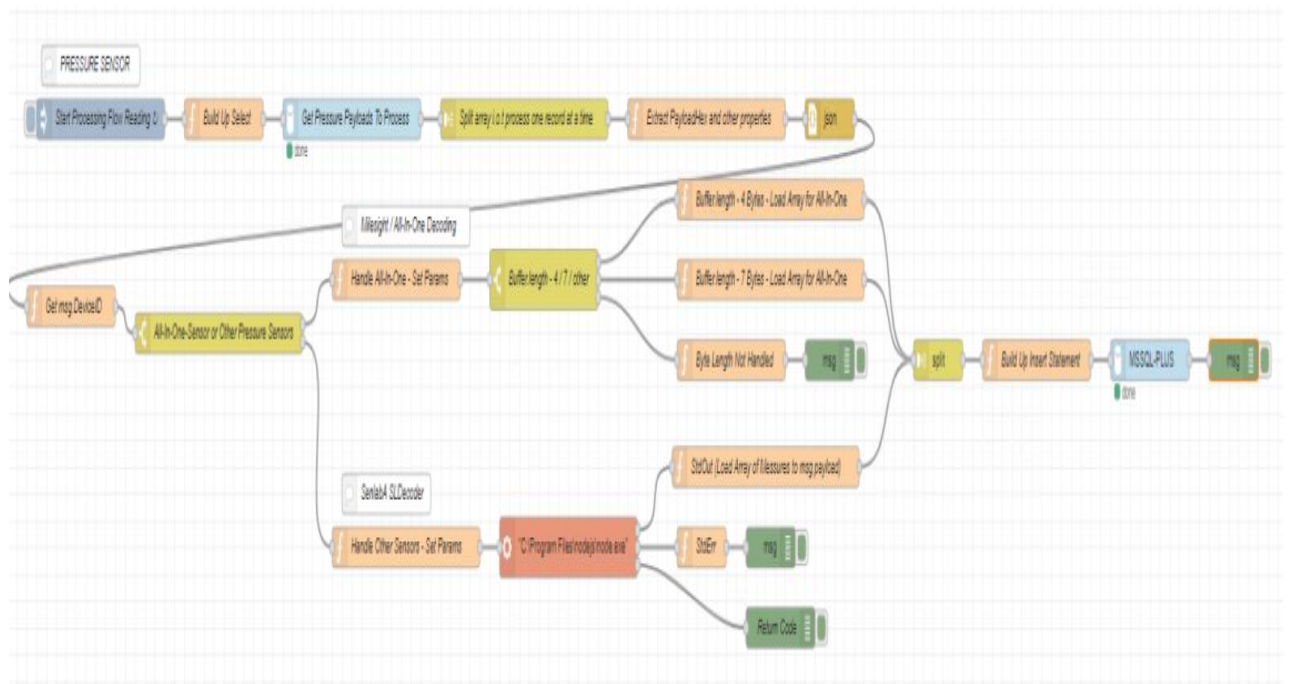 PRESSURE SENSOR
Start Processing Flow Reading
Build Up Select
Get Pressure Payloads To Process
Split array i.o.t process one record at a time
Extract PayloadHex and other properties
json
done
Buffer.length - 4 Bytes - Load Array for All-In-One
Milesight / All-In-One Decoding
Handle All-In-One - Set Params
Buffer.length - 4 / 7 / other
Buffer.length - 7 Bytes - Load Array for All-In-One
Get msg.DeviceID
All-In-One-Sensor or Other Pressure Sensors
Byte Length Not Handled
msg
split
Build Up Insert Statement
MSSQL-PLUS
msg
done
StdOut (Load Array of Messures to msg.payload)
SenlabA SLDecoder
Handle Other Sensors - Set Params
"C:\Program Files\nodejs\node.exe"
StdErr
msg
Return Code